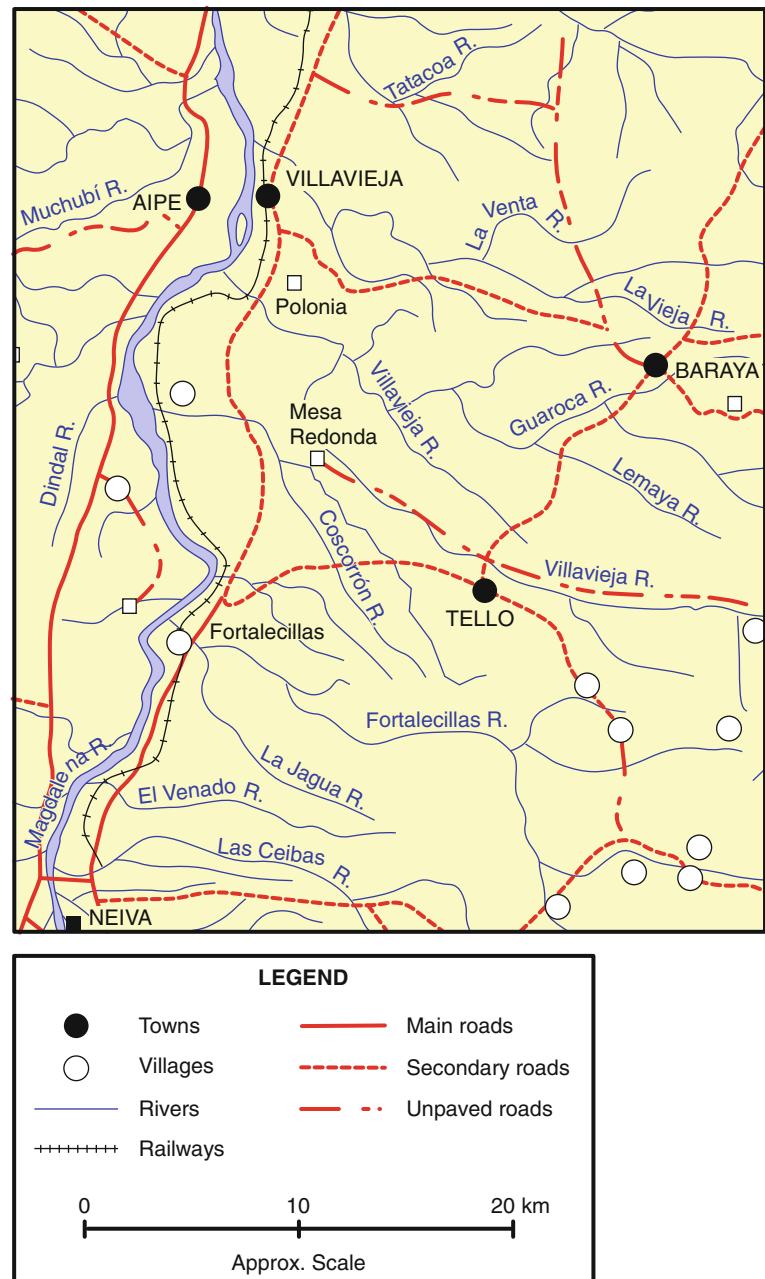 Tatacoa R.
VILLAVIEJA
AIPE
Muchubí R.
La Venta R.
Polonia
La Vieja R.
BARAYA
Villavieja R.
Guaroca R.
Mesa
Redonda
Dindal R.
Lemaya R.
Coscorrón R.
Villavieja R.
TELLO
Fortalecillas
Fortalecillas R.
Magdale na R.
La Jagua R.
El Venado R.
Las Ceibas R.
NEIVA
LEGEND
Towns
Main roads
Villages
Secondary roads
Rivers
Unpaved roads
Railways
0 10 20 km
Approx. Scale